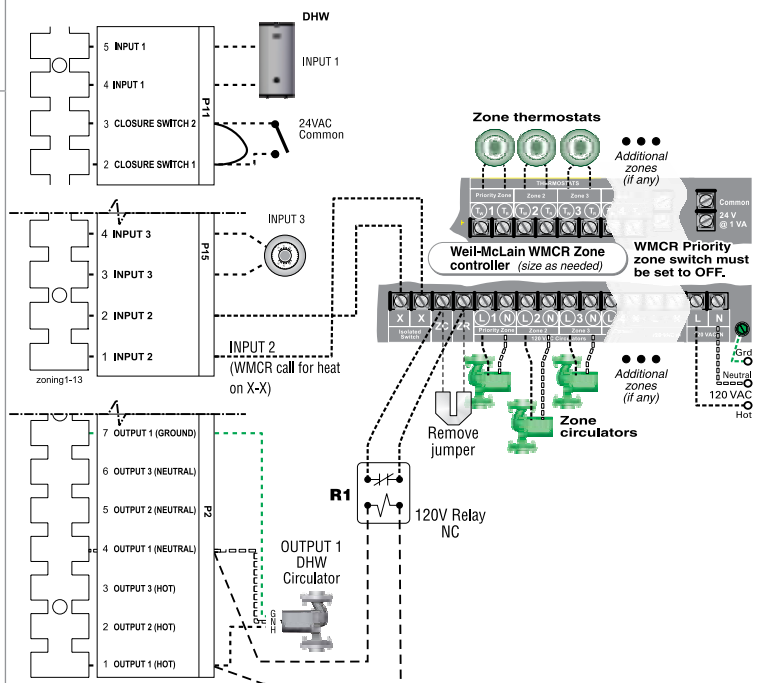 DHW
5 INPUT 1
4 INPUT 1
INPUT 1
P11
3 CLOSURE SWITCH 2
2 CLOSURE SWITCH 1
24VAC
Common
4 INPUT 3
P15
3 INPUT 3
2 INPUT 2
1 INPUT 2
INPUT 3
zoning1-13
INPUT 2
(WMCR call for heat
on X-X)
Zone thermostats
Additional
zones
(if any)
THERMOSTATS
Priority Zone
Zone 2
Zone 3
1
2
3
Common
24 V
@ 1 VA
Weil-McLain WMCR Zone
controller (size as needed)
WMCR Priority
zone switch must
be set to OFF.
X X ZC ZR L 1 N L 2 N L 3 N L L N
Isolated
Switch
Priority Zone
Zone 2
Zone 3
Grd
Neutral
120 VAC
Hot
Additional
zones
(if any)
Remove
jumper
Zone
circulators
R1
120V Relay
NC
7 OUTPUT 1 (GROUND)
6 OUTPUT 3 (NEUTRAL)
P2
5 OUTPUT 2 (NEUTRAL)
4 OUTPUT 1 (NEUTRAL)
3 OUTPUT 3 (HOT)
2 OUTPUT 2 (HOT)
1 OUTPUT 1 (HOT)
OUTPUT 1
DHW
Circulator
G
N
H